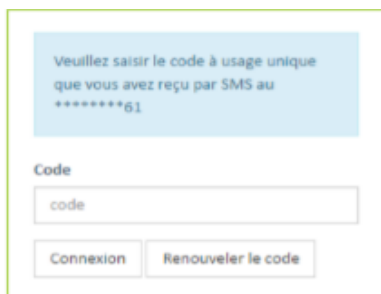 Veuillez saisir le code à usage unique
que vous avez reçu par SMS au
********61
Code
code
Connexion
Renouveler le code